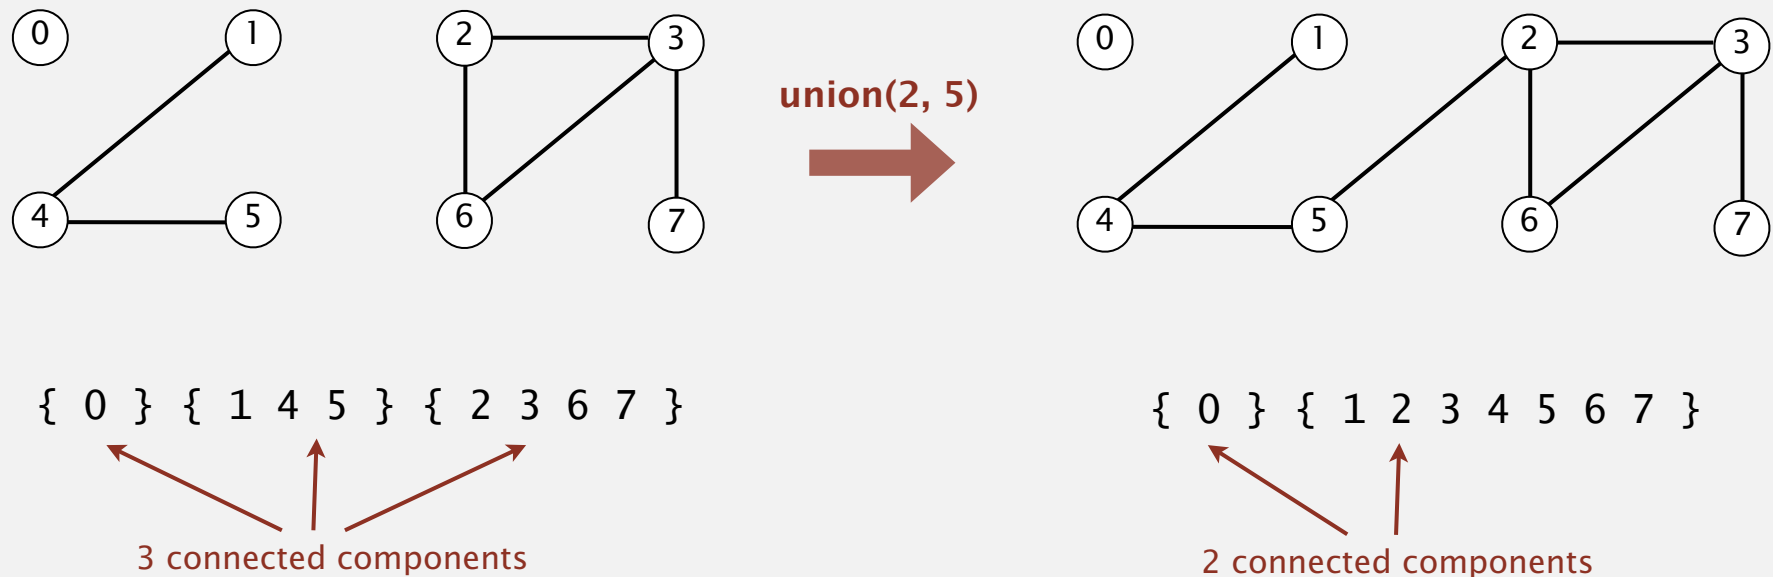 0 1 2 3
4 5 6 7
union(2, 5)
0 1 2 3
4 5 6 7
{ 0 } { 1 4 5 } { 2 3 6 7 }
3 connected components
{ 0 } { 1 2 3 4 5 6 7 }
2 connected components